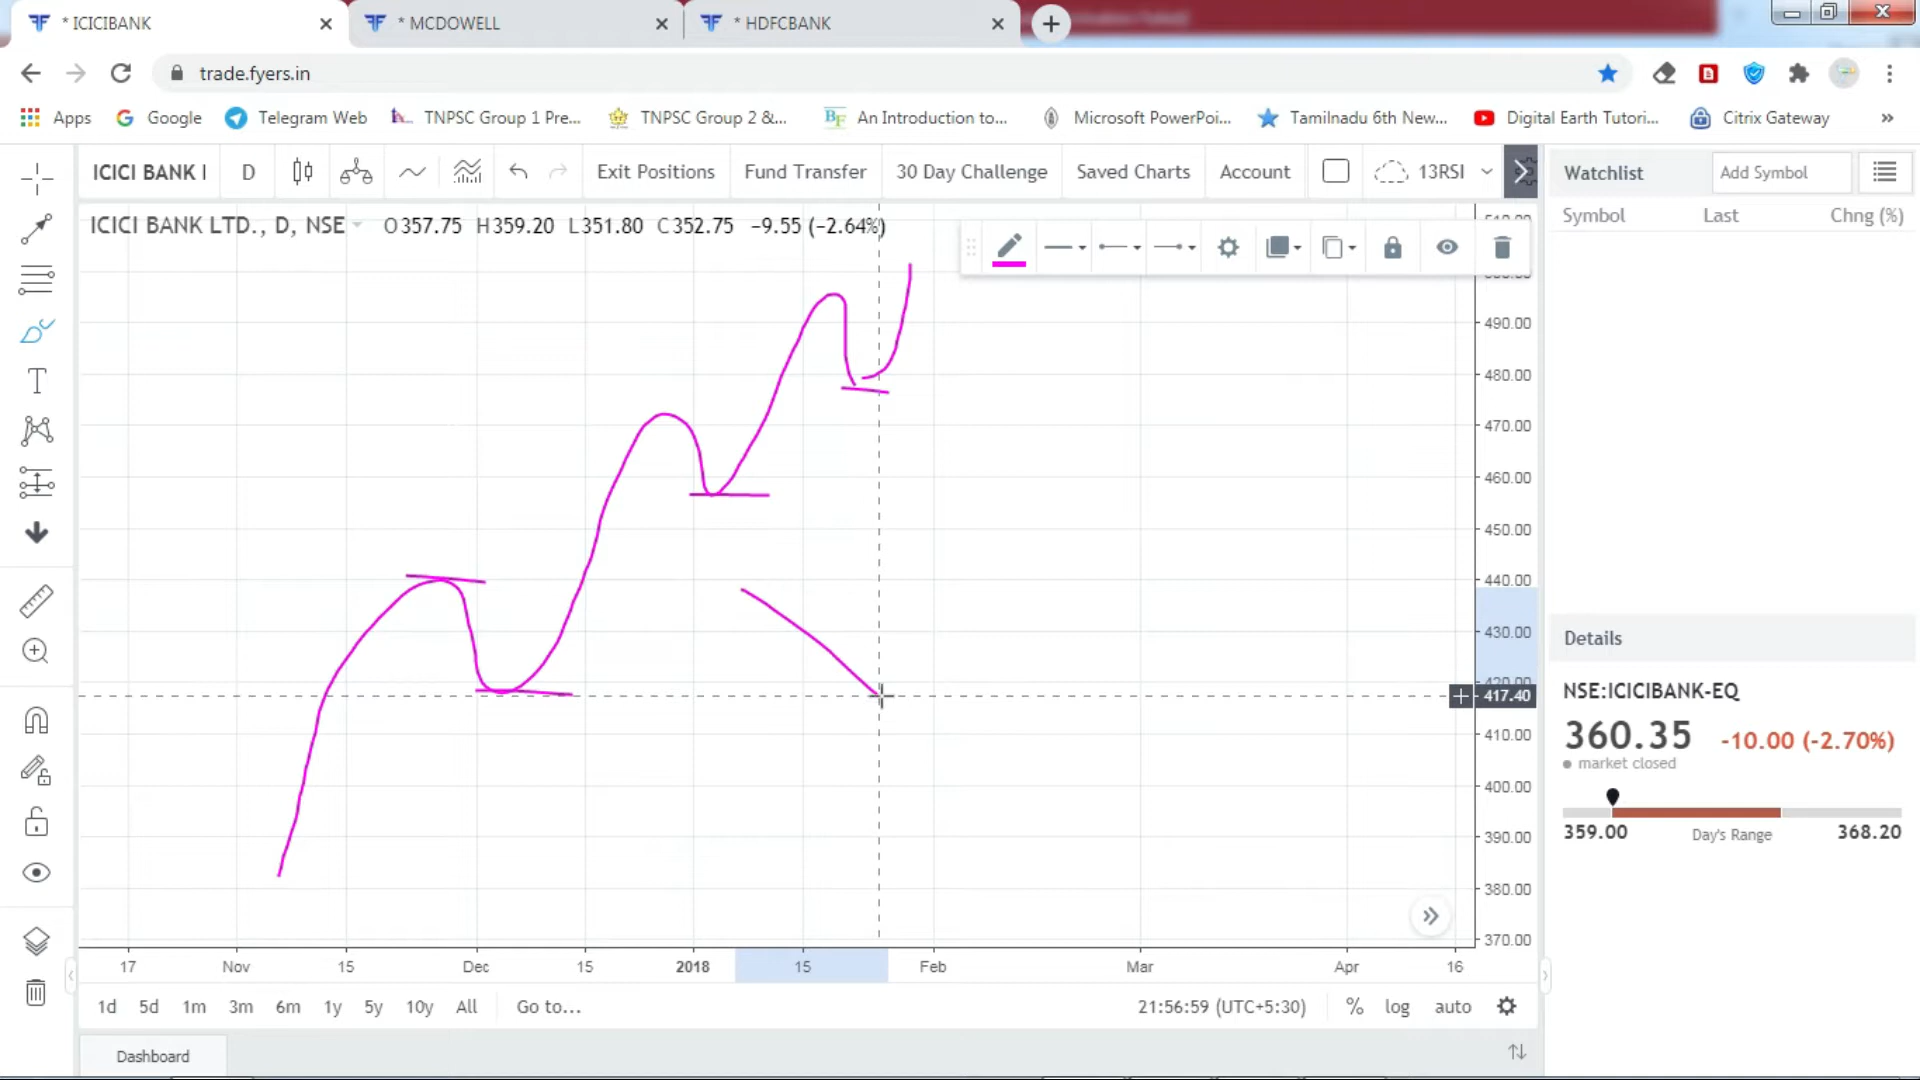 * ICICIBANK
* MCDOWELL
* HDFCBANK
trade.fyers.in
Apps
Google
Telegram Web
TNPSC Group 1 Pre...
TNPSC Group 2 &...
An Introduction to...
Microsoft PowerPoi...
Tamilnadu 6th New...
Digital Earth Tutori...
Citrix Gateway
»
ICICI BANK I
D
Exit Positions
Fund Transfer
30 Day Challenge
Saved Charts
Account
13RSI
Watchlist
Add Symbol
ICICI BANK LTD., D, NSE O357.75 H359.20 L351.80 C352.75 −9.55 (−2.64%)
Symbol Last Chng (%)
490.00
480.00
470.00
460.00
450.00
440.00
430.00
420.00
417.40
410.00
400.00
390.00
380.00
370.00
Details
NSE:ICICIBANK-EQ
360.35 -10.00 (-2.70%)
market closed
359.00 Day's Range 368.20
17 Nov 15 Dec 15 2018 15 Feb Mar Apr 16
1d 5d 1m 3m 6m 1y 5y 10y All Go to...
21:56:59 (UTC+5:30) % log auto
Dashboard